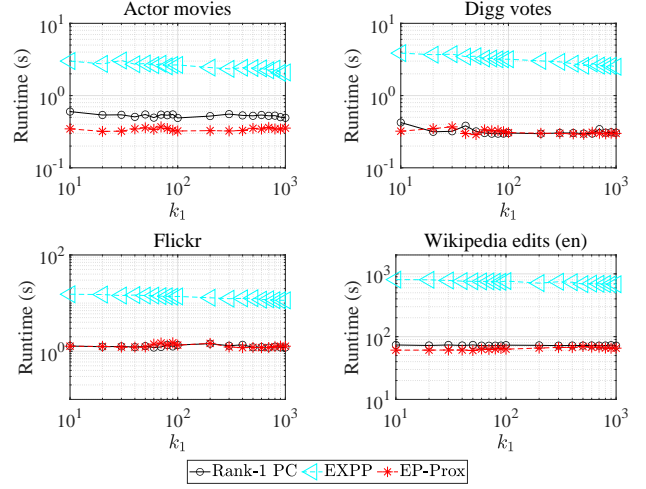 Actor movies
Digg votes
Runtime (s)
10^1
10^0
10^-1
10^1 10^2 10^3
k_1
Runtime (s)
10^1
10^0
10^-1
10^1 10^2 10^3
k_1
Flickr
Wikipedia edits (en)
Runtime (s)
10^2
10^0
10^1 10^2 10^3
k_1
Runtime (s)
10^3
10^2
10^1
10^1 10^2 10^3
k_1
Rank-1 PC EXPP EP-Prox